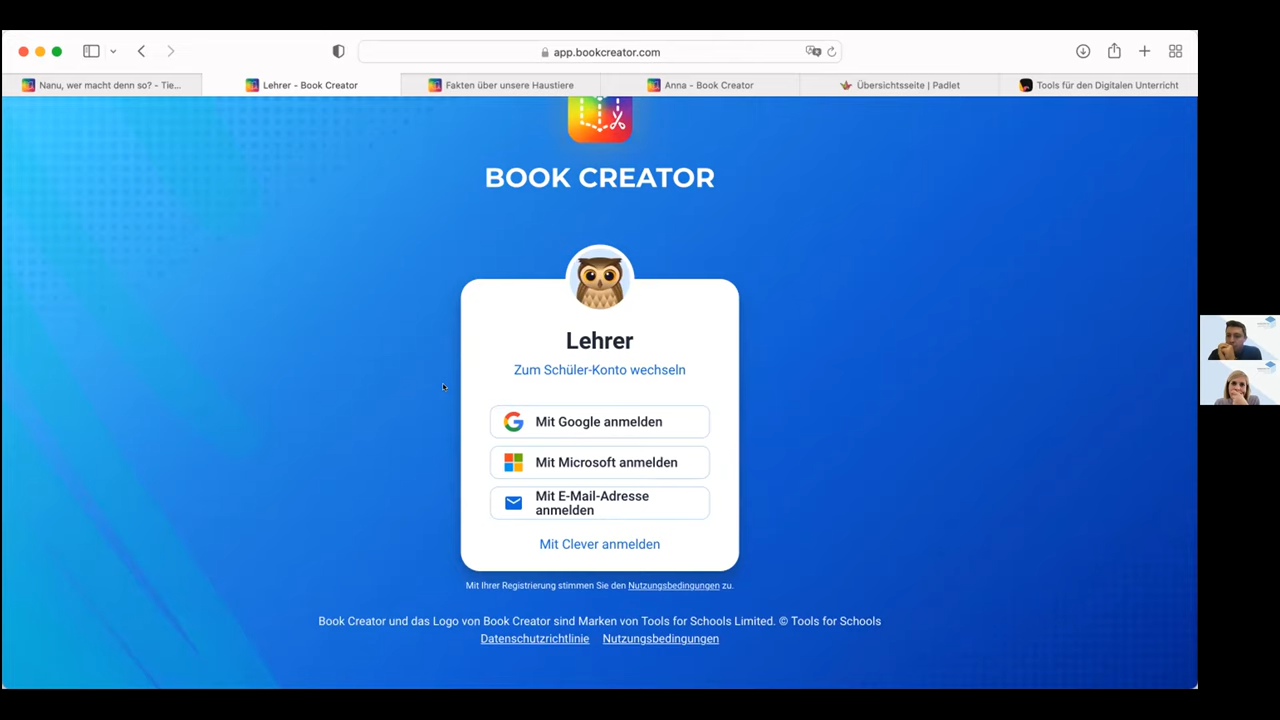 app.bookcreator.com
Nanu, wer macht denn so? - Tie...
Lehrer - Book Creator
Fakten über unsere Haustiere
Anna - Book Creator
Übersichtsseite | Padlet
Tools für den Digitalen Unterricht
BOOK CREATOR
Lehrer
Zum Schüler-Konto wechseln
Mit Google anmelden
Mit Microsoft anmelden
Mit E-Mail-Adresse
anmelden
Mit Clever anmelden
Mit Ihrer Registrierung stimmen Sie den Nutzungsbedingungen zu.
Book Creator und das Logo von Book Creator sind Marken von Tools for Schools Limited. © Tools for Schools
Datenschutzrichtlinie Nutzungsbedingungen